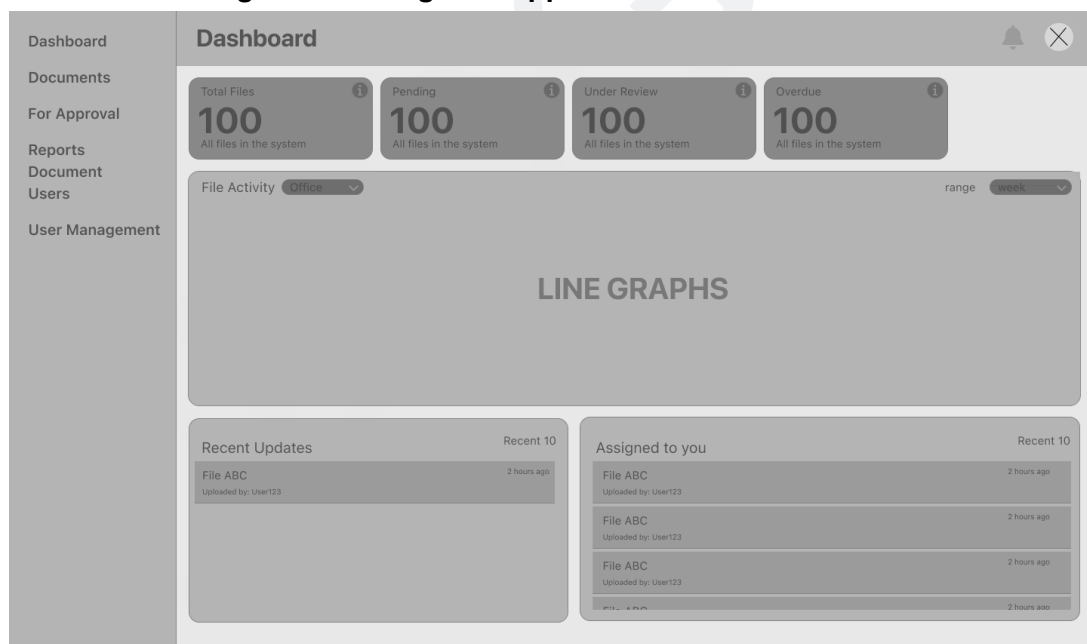 Dashboard
Documents
For Approval
Reports
Document
Users
User Management
Dashboard
Total Files
100
All files in the system
Pending
100
All files in the system
Under Review
100
All files in the system
Overdue
100
All files in the system
File Activity Office
range week
LINE GRAPHS
Recent Updates Recent 10
File ABC 2 hours ago
Uploaded by: User123
Assigned to you Recent 10
File ABC 2 hours ago
Uploaded by: User123
File ABC 2 hours ago
Uploaded by: User123
File ABC 2 hours ago
Uploaded by: User123
File ABC 2 hours ago